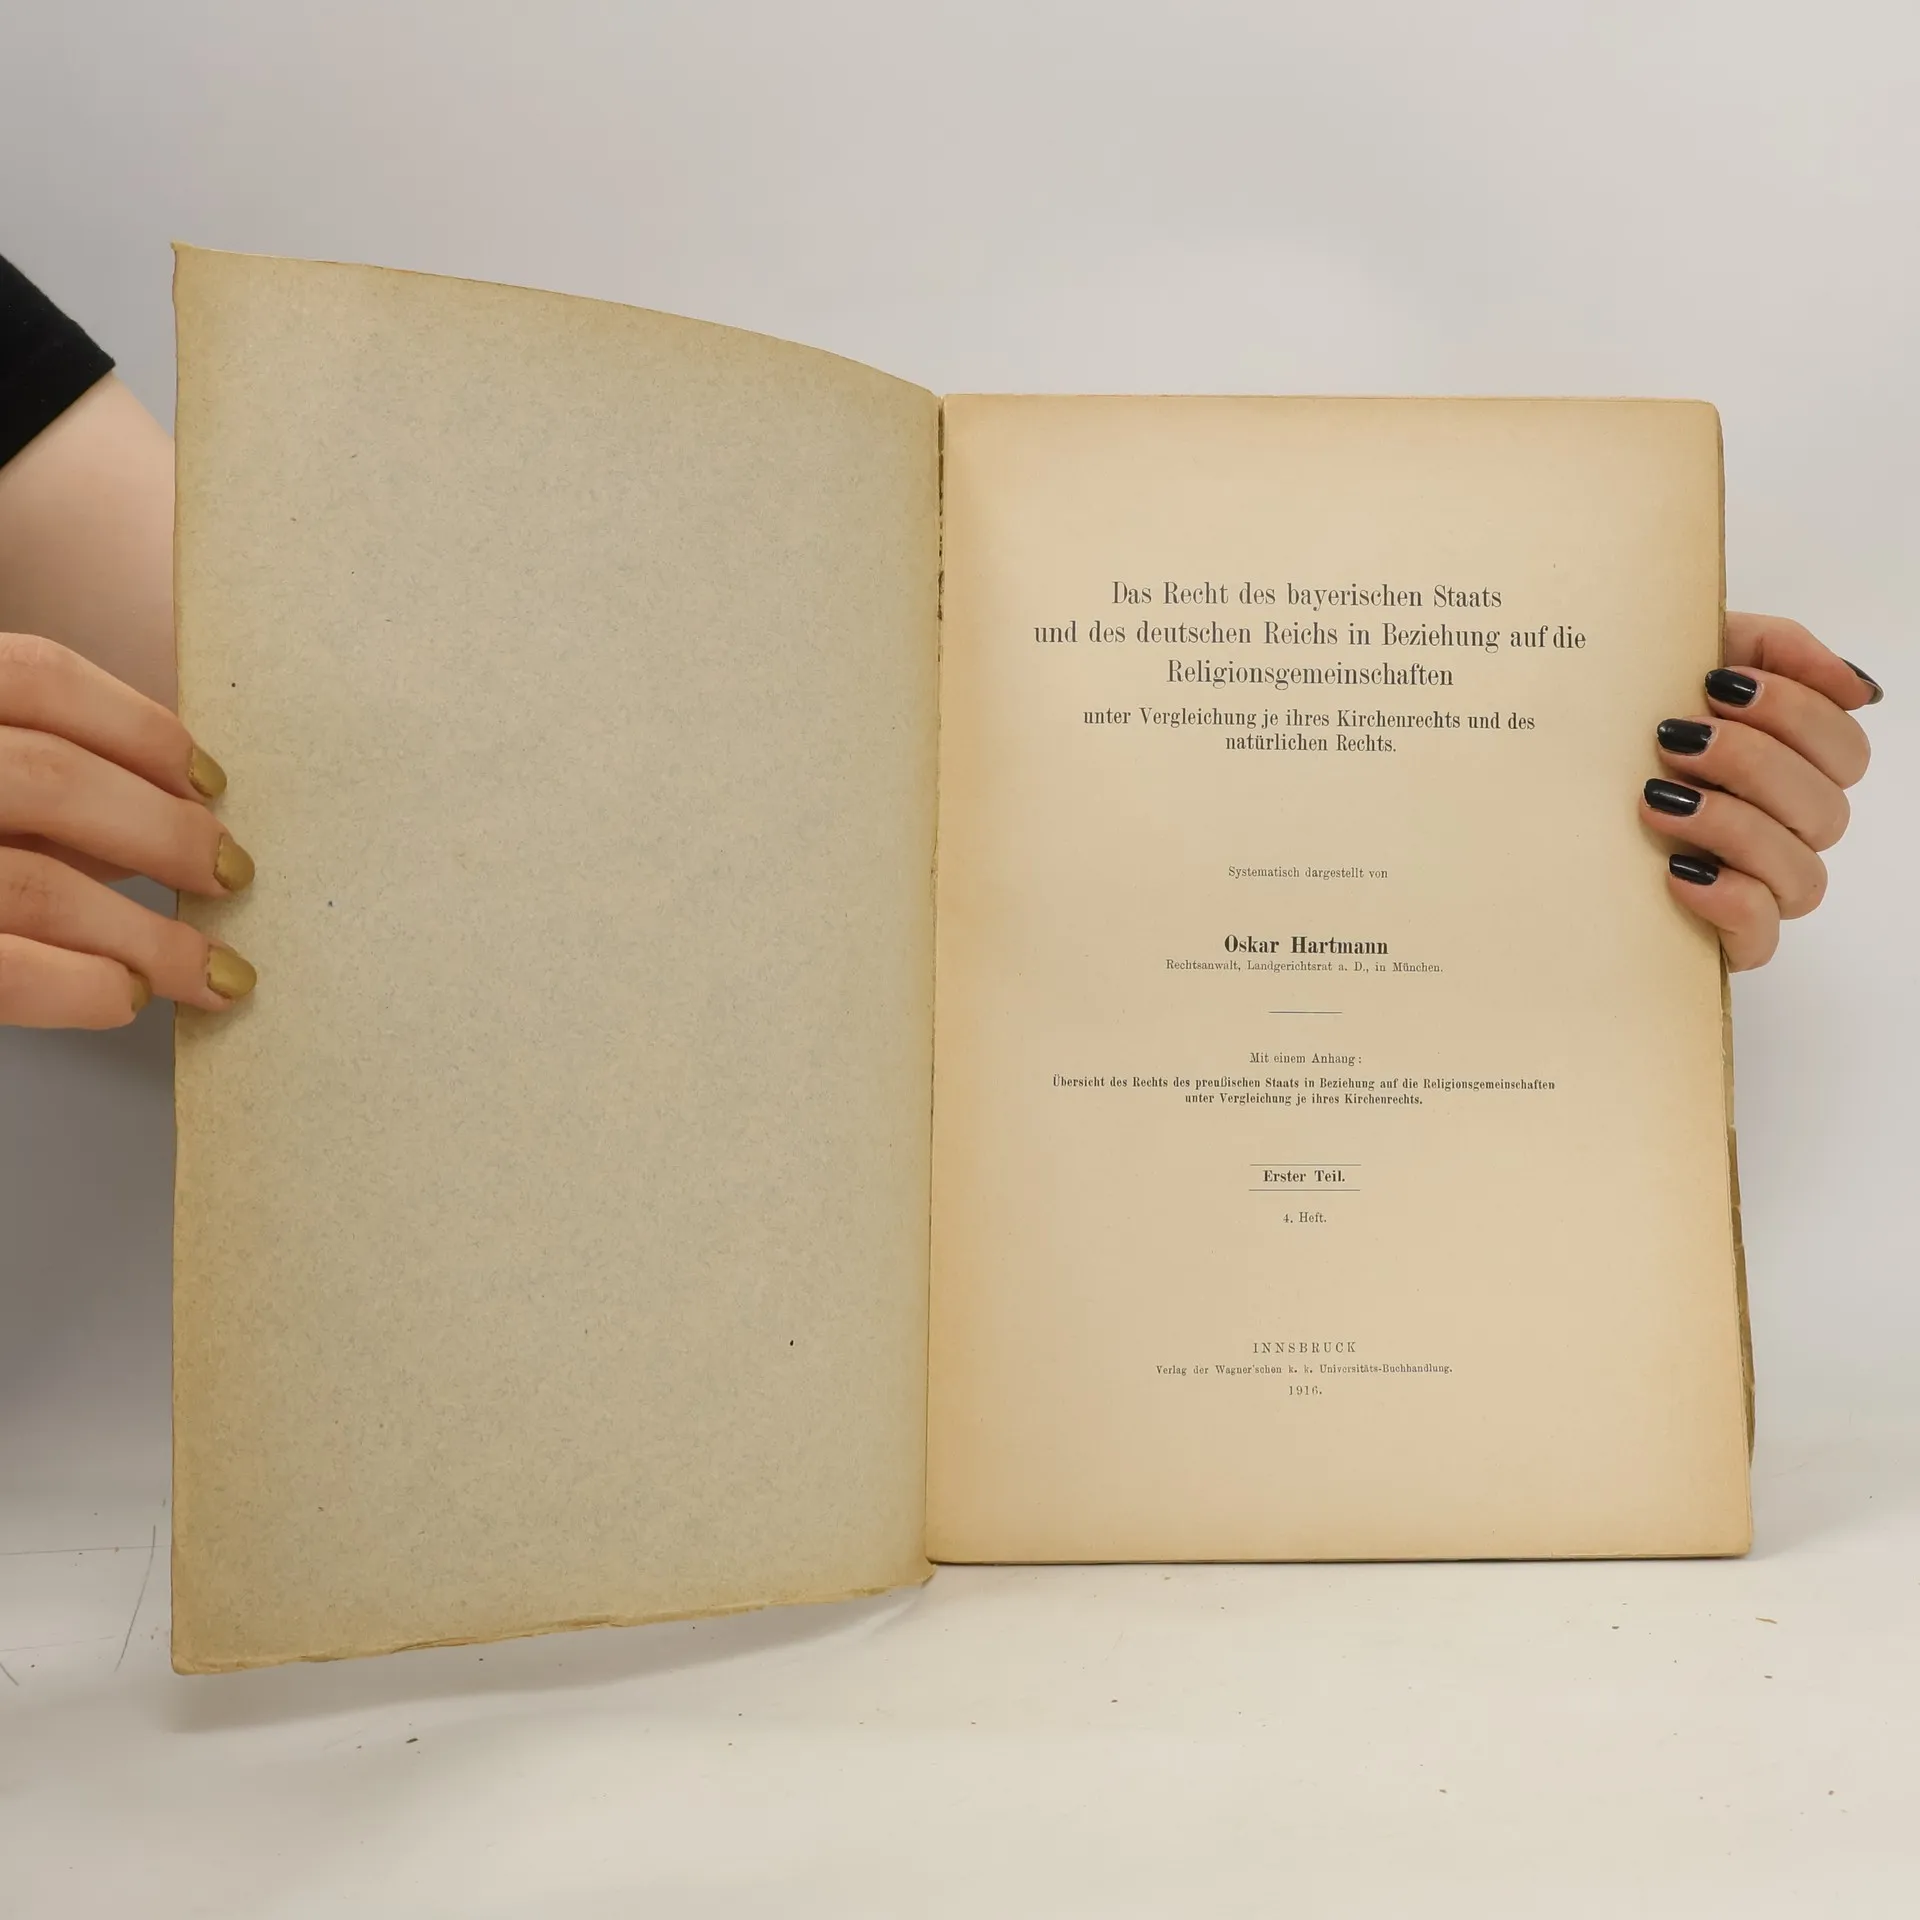 Das Recht des bayerischen Staats
und des deutschen Reichs in Beziehung auf die
Religionsgemeinschaften
unter Vergleichung je ihres Kirchenrechts und des
natürlichen Rechts.
Systematisch dargestellt von
Oskar Hartmann
Rechtsanwalt, Landgerichtsrat a. D., in München.
Mit einem Anhang:
Übersicht des Rechts des preußischen Staats in Beziehung auf die Religionsgemeinschaften
unter Vergleichung je ihres Kirchenrechts.
Erster Teil.
4. Heft.
INNSBRUCK
Verlag der Wagner'schen k. k. Universitäts-Buchhandlung.
1916.